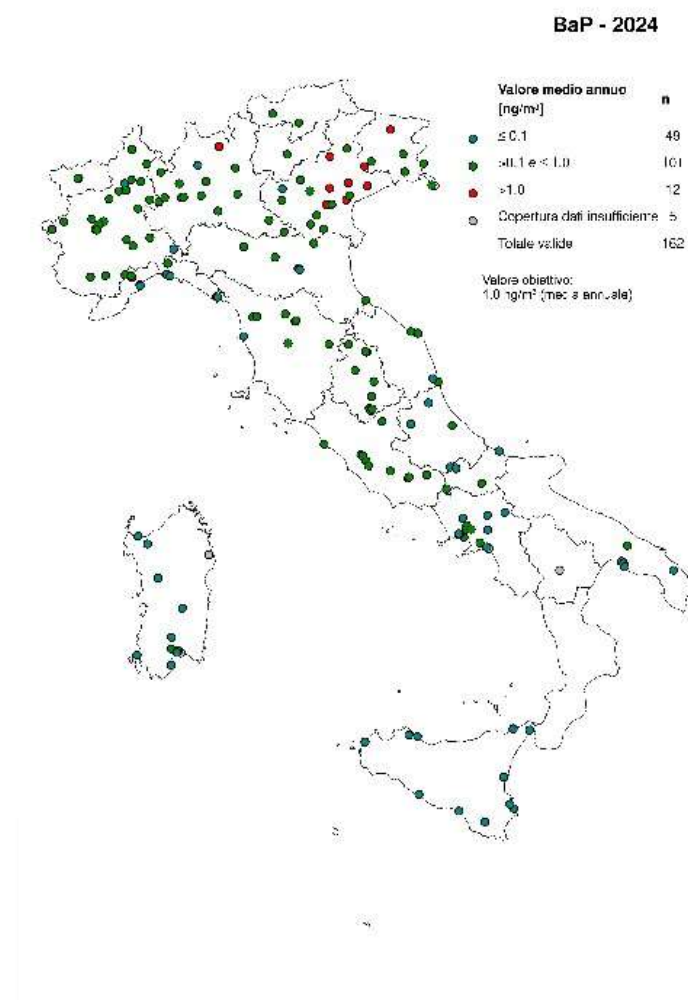 BaP - 2024
Valore medio annuo n
[ng/m³]
≤ 0.1 49
>0.1 e ≤ 1.0 101
>1.0 12
Copertura dati insufficiente 5
Totale valide 162
Valore obiettivo:
1.0 ng/m³ (media annuale)